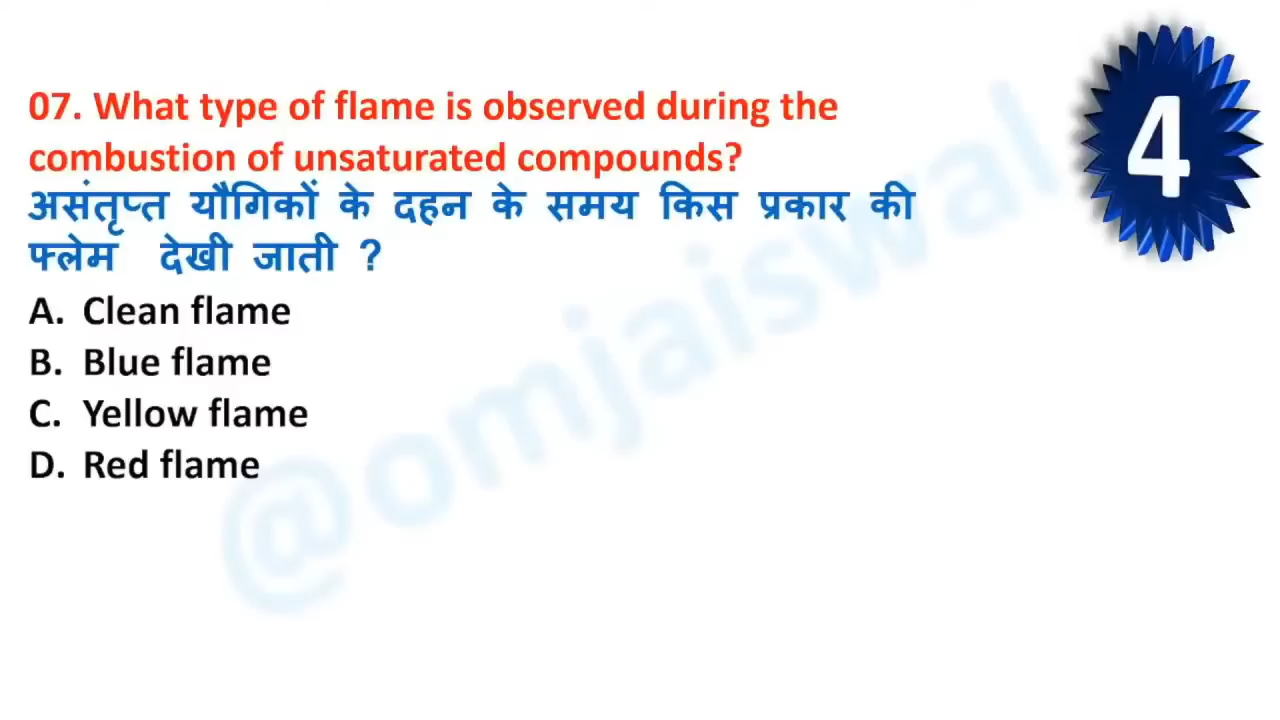 07. What type of flame is observed during the
combustion of unsaturated compounds?
असंतृप्त यौगिकों के दहन के समय किस प्रकार की
फ्लेम देखी जाती ?
A. Clean flame
B. Blue flame
C. Yellow flame
D. Red flame
4
@omjaiswal